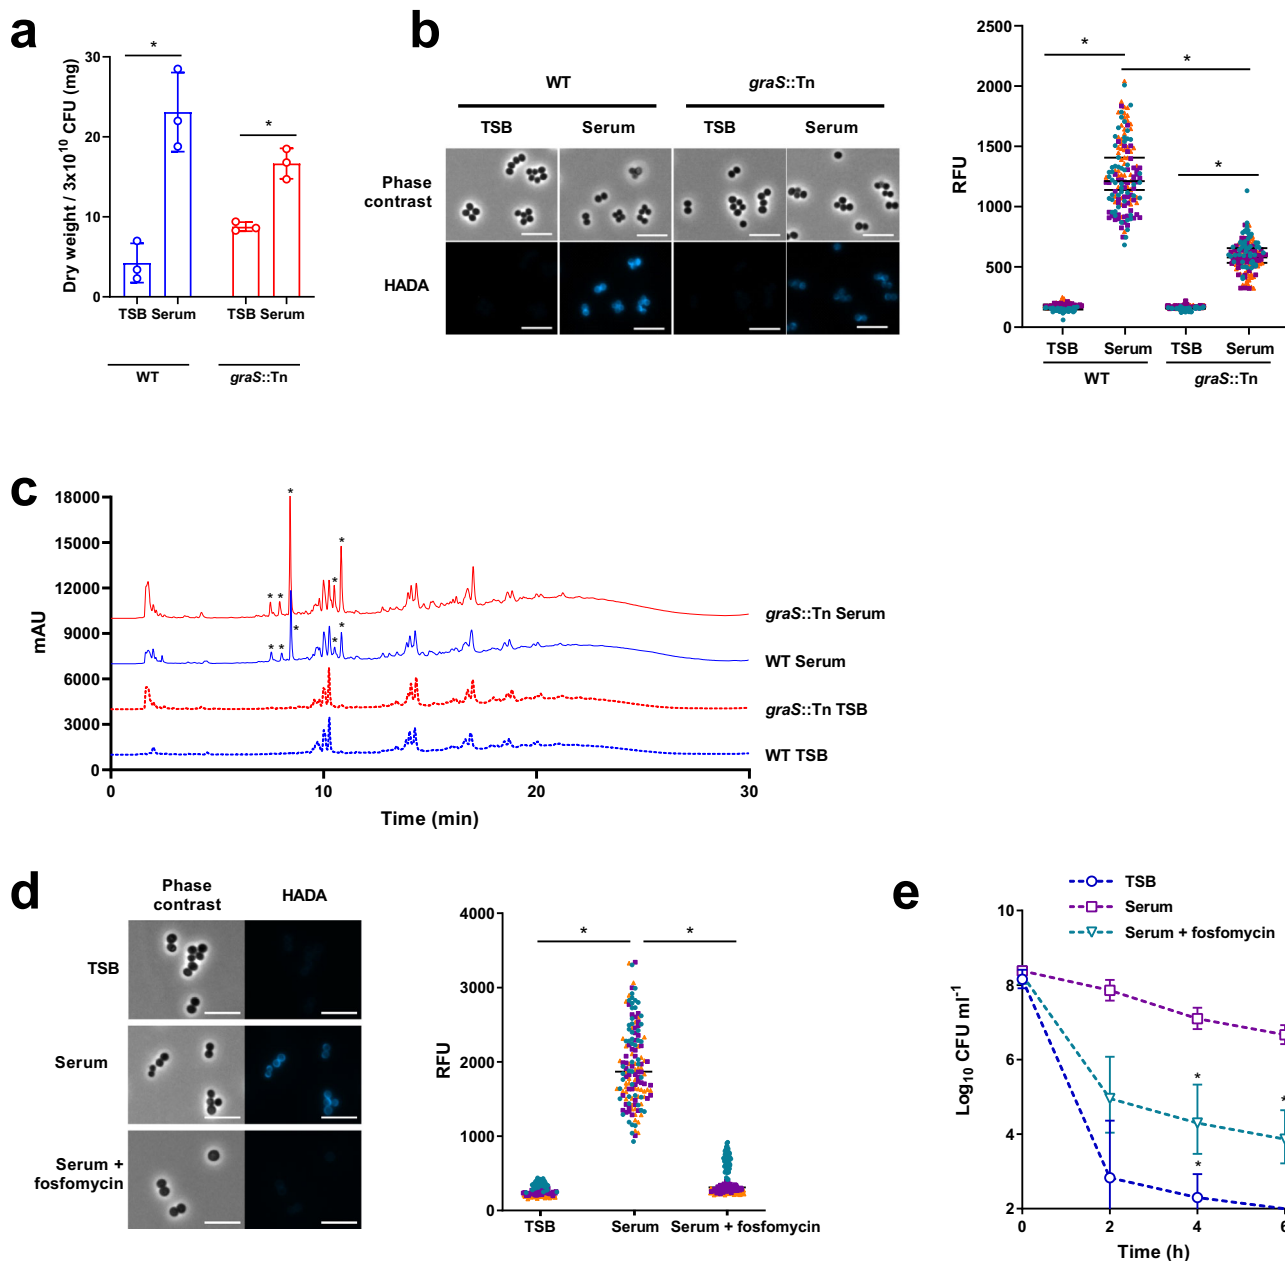 a
*
*
30
20
10
0
Dry weight / 3x10^10 CFU (mg)
TSB Serum
TSB Serum
WT
graS::Tn
b
WT
graS::Tn
TSB
Serum
TSB
Serum
Phase
contrast
HADA
2500
2000
1500
1000
500
0
RFU
*
*
*
TSB
Serum
TSB
Serum
WT
graS::Tn
c
18000
15000
12000
9000
6000
3000
0
mAU
* * * * *
* * * * *
graS::Tn Serum
WT Serum
graS::Tn TSB
WT TSB
0 10 20 30
Time (min)
d
Phase
contrast
HADA
TSB
Serum
Serum +
fosfomycin
4000
3000
2000
1000
0
RFU
*
*
TSB Serum Serum + fosfomycin
e
TSB
Serum
Serum + fosfomycin
10
8
6
4
2
Log10 CFU ml-1
*
*
*
0 2 4 6
Time (h)